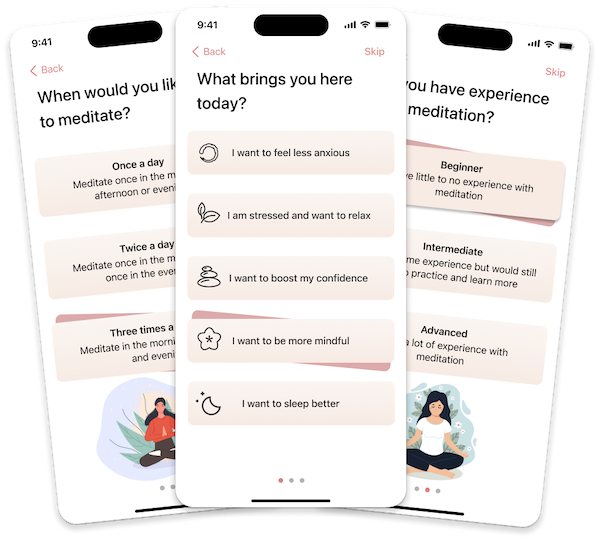 9:41
Back
When would you lik
to meditate?
Once a day
Meditate once in the m
afternoon or eveni
Twice a day
Meditate once in the m
once in the eve
Three times a
Meditate in the mornin
and eveni
9:41
Back
Skip
What brings you here
today?
I want to feel less anxious
I am stressed and want to relax
I want to boost my confidence
I want to be more mindful
I want to sleep better
Skip
ou have experience
meditation?
Beginner
ve little to no experience with
meditation
Intermediate
me experience but would still
practice and learn more
Advanced
a lot of experience with
meditation